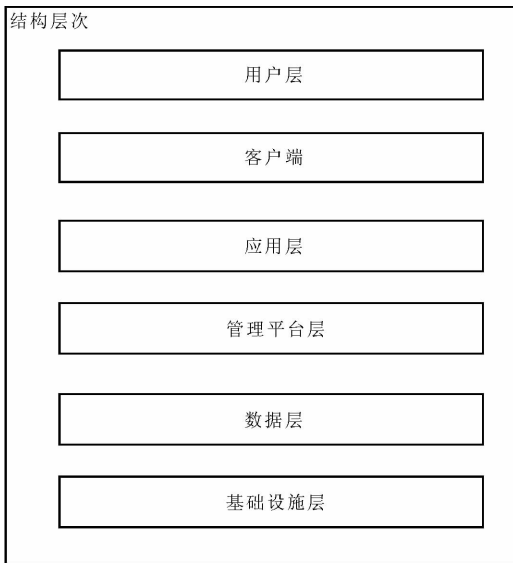 结构层次
用户层
客户端
应用层
管理平台层
数据层
基础设施层